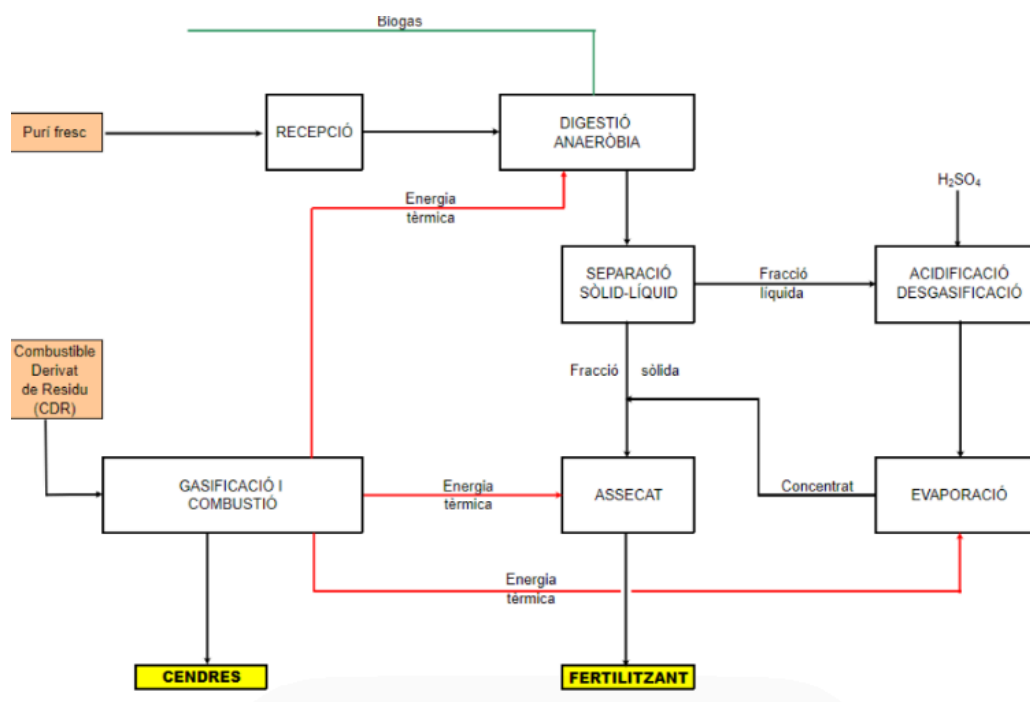 Biogas
Purí fresc
RECEPCIÓ
DIGESTIÓ
ANAERÒBIA
H₂SO₄
Energia
tèrmica
SEPARACIÓ
SÒLID-LÍQUID
Fracció
líquida
ACIDIFICACIÓ
DESGASIFICACIÓ
Combustible
Derivat
de Residu
(CDR)
Fracció sòlida
GASIFICACIÓ I
COMBUSTIÓ
Energia
tèrmica
ASSECAT
Concentrat
EVAPORACIÓ
Energia
tèrmica
CENDRES
FERTILITZANT